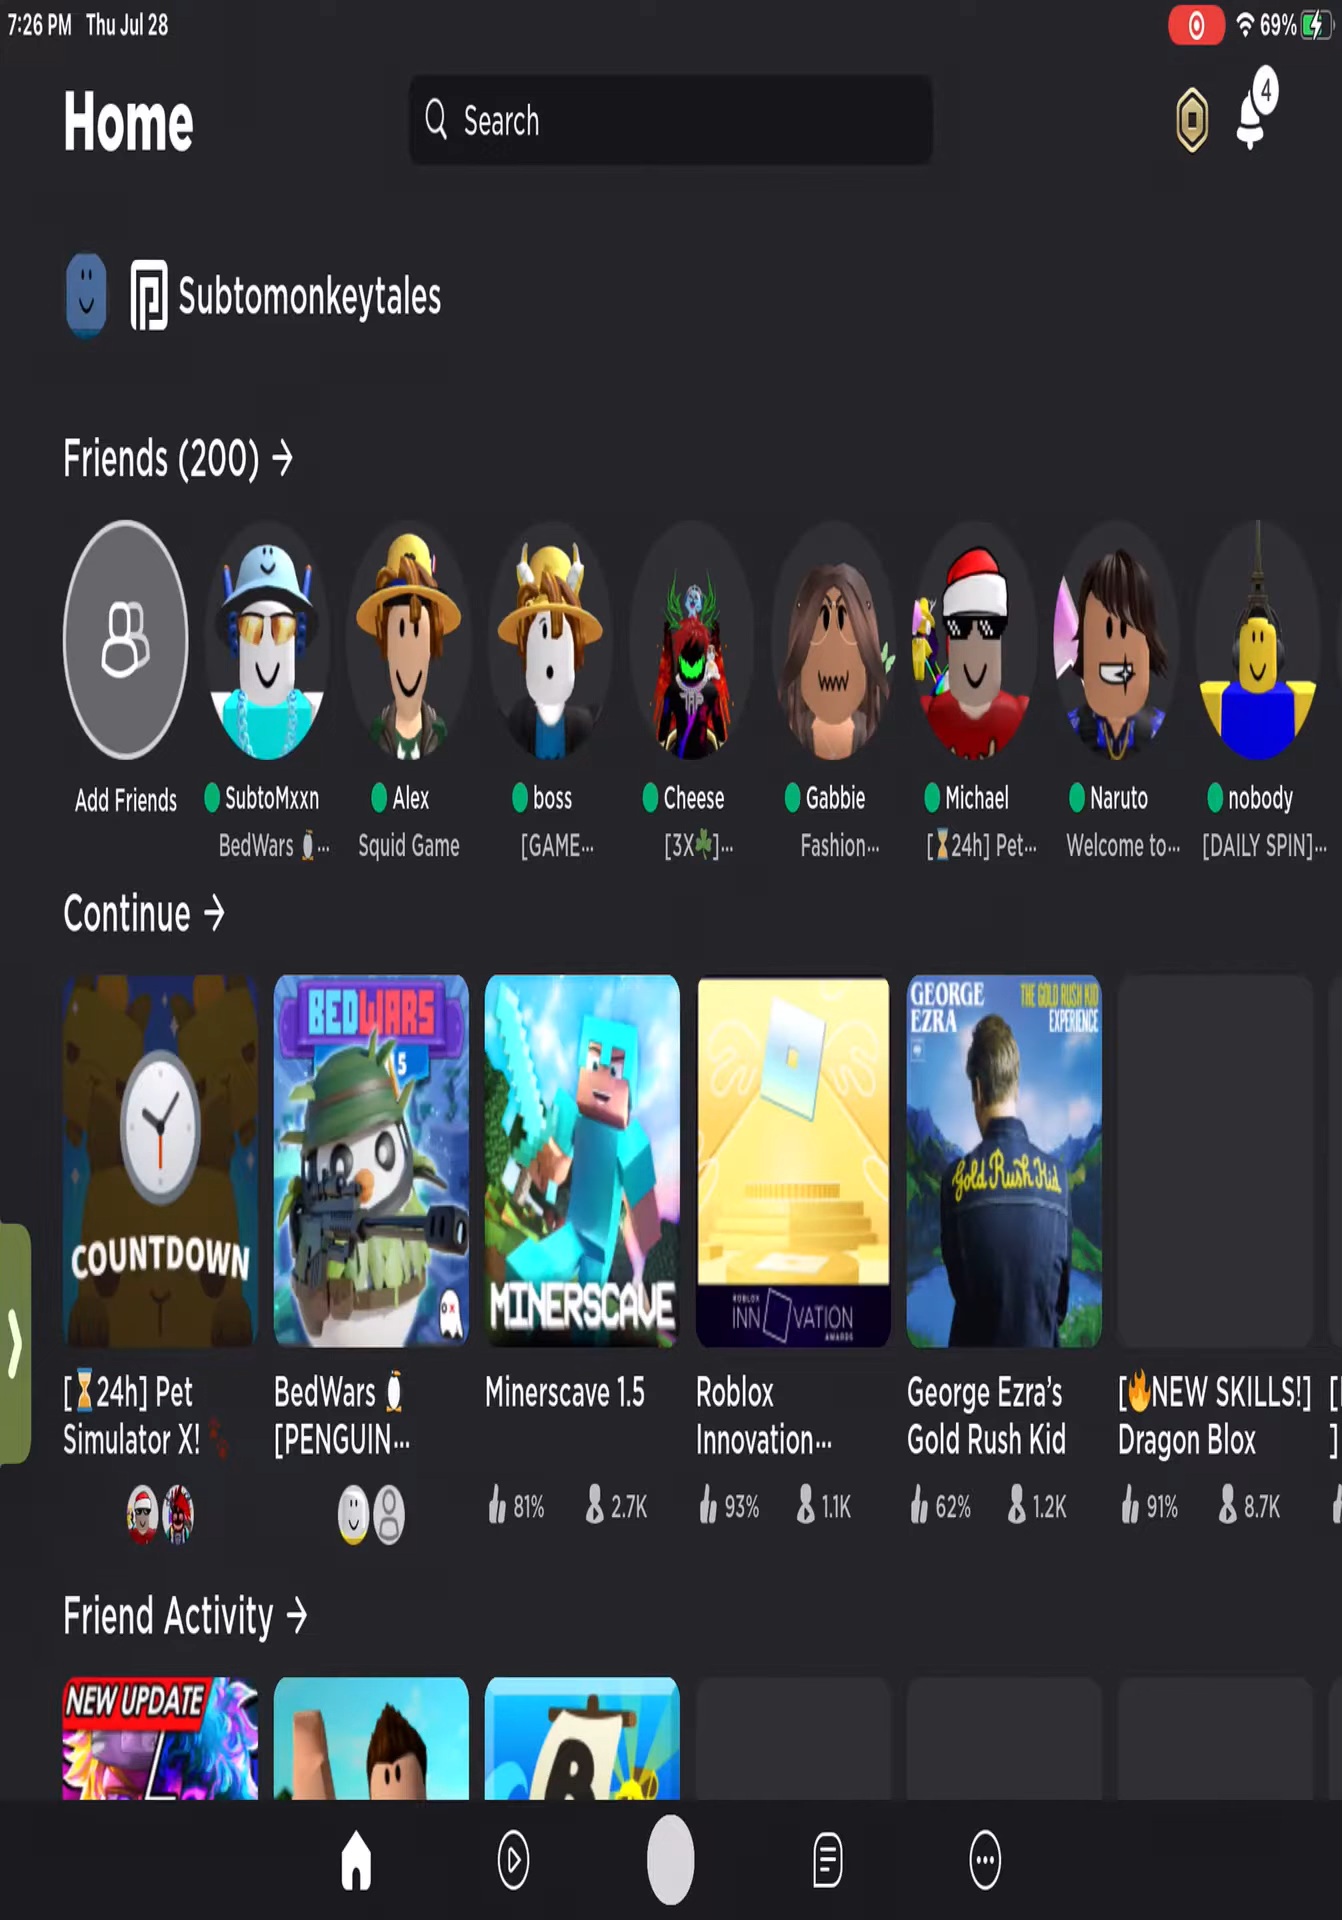 7:26 PM Thu Jul 28
69%
4
Home
Search
Subtomonkeytales
Friends (200) →
Add Friends
SubtoMxxn
Alex
boss
Cheese
Gabbie
Michael
Naruto
nobody
BedWars 🐧...
Squid Game
[GAME...
[3X☘️]...
Fashion...
[⏳24h] Pet...
Welcome to...
[DAILY SPIN]...
Continue →
COUNTDOWN
BEDWARS
5
MINERSCAVE
ROBLOX
INNOVATION
AWARDS
GEORGE
EZRA
THE GOLD RUSH KID
EXPERIENCE
Gold Rush Kid
[⏳24h] Pet
Simulator X! 🐾
BedWars 🐧
[PENGUIN...
Minerscave 1.5
Roblox
Innovation...
George Ezra's
Gold Rush Kid
[🔥NEW SKILLS!]
Dragon Blox
81% 2.7K
93% 1.1K
62% 1.2K
91% 8.7K
Friend Activity →
NEW UPDATE
B